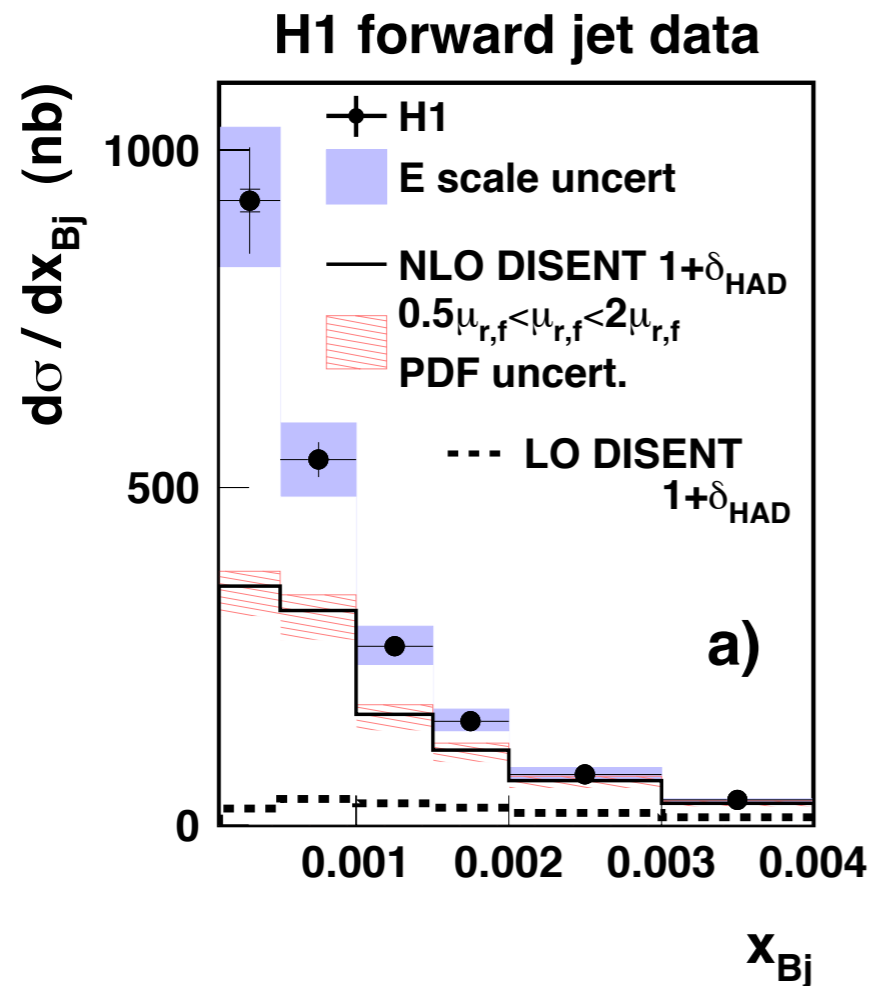 H1 forward jet data
dσ / dx_Bj (nb)
1000
500
0
H1
E scale uncert
NLO DISENT 1+δ_HAD
0.5μ_r,f<μ_r,f<2μ_r,f
PDF uncert.
LO DISENT
1+δ_HAD
a)
0.001 0.002 0.003 0.004
x_Bj